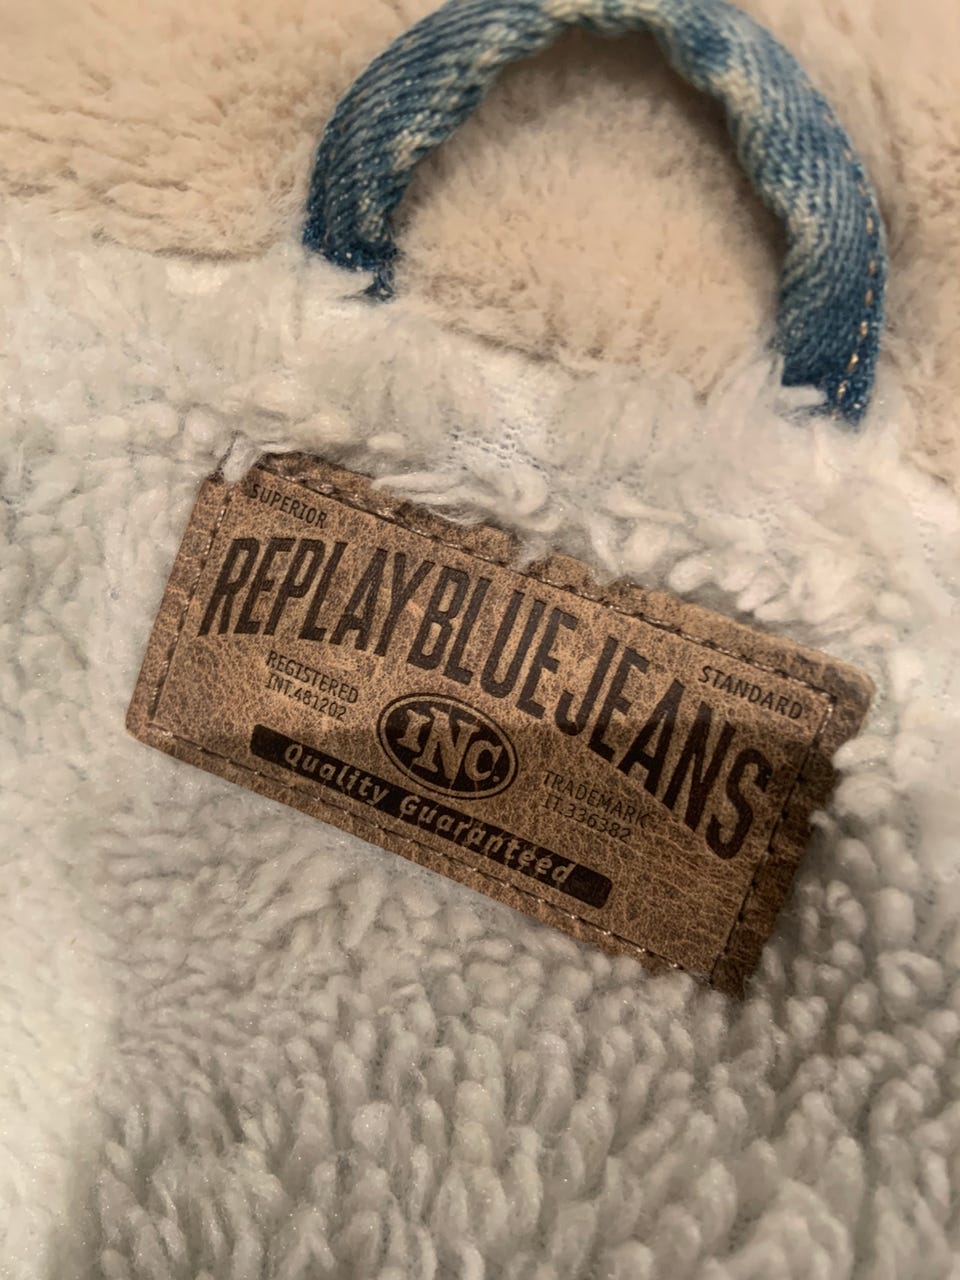 SUPERIOR
REPLAY BLUE JEANS
STANDARD
REGISTERED
INT.481202
INC.
TRADEMARK
IT.336382
Quality Guaranteed